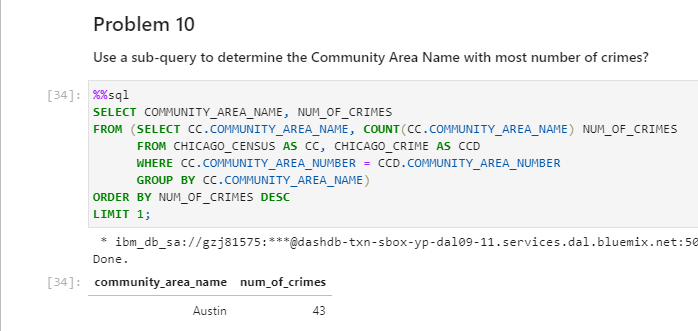 Problem 10
Use a sub-query to determine the Community Area Name with most number of crimes?
[34]: %%sql
SELECT COMMUNITY_AREA_NAME, NUM_OF_CRIMES
FROM (SELECT CC.COMMUNITY_AREA_NAME, COUNT(CC.COMMUNITY_AREA_NAME) NUM_OF_CRIMES
FROM CHICAGO_CENSUS AS CC, CHICAGO_CRIME AS CCD
WHERE CC.COMMUNITY_AREA_NUMBER = CCD.COMMUNITY_AREA_NUMBER
GROUP BY CC.COMMUNITY_AREA_NAME)
ORDER BY NUM_OF_CRIMES DESC
LIMIT 1;
* ibm_db_sa://gzj81575:***@dashdb-txn-sbox-yp-dal09-11.services.dal.bluemix.net:50
Done.
[34]: community_area_name num_of_crimes
Austin 43